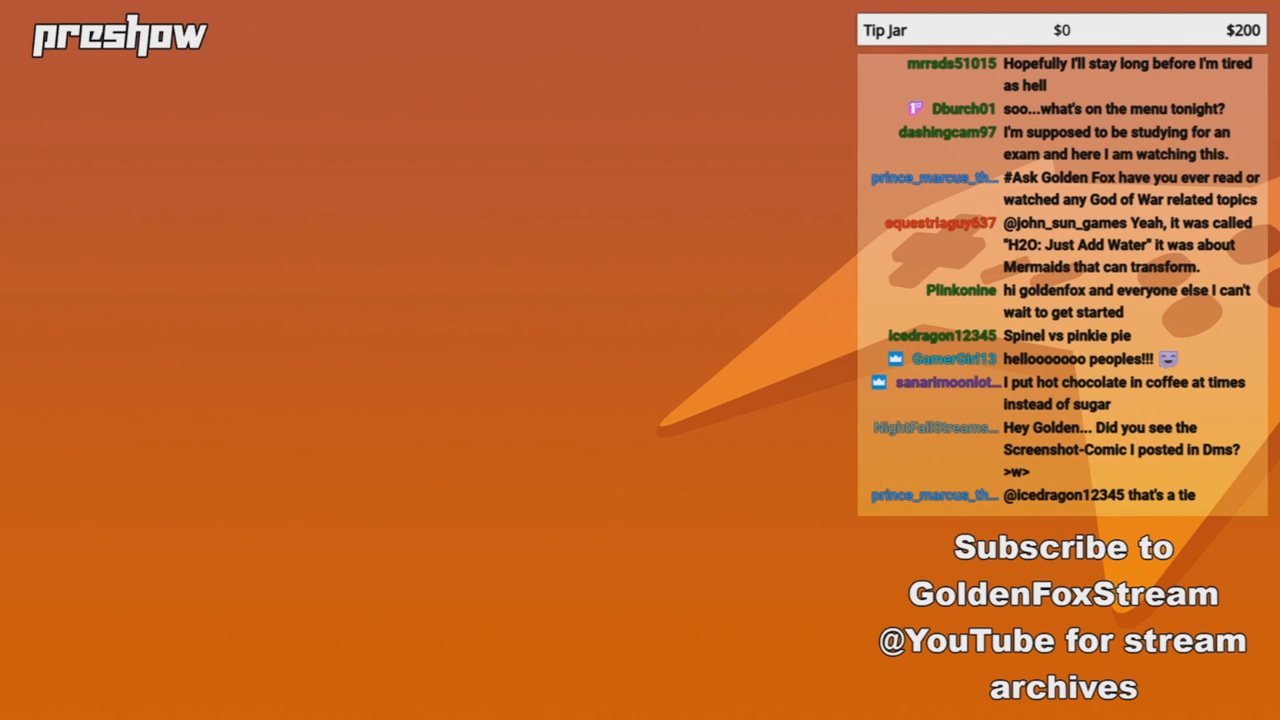 preshow
Tip Jar $0 $200
mrrsds51015 Hopefully I'll stay long before I'm tired
as hell
Dburch01 soo...what's on the menu tonight?
dashingcam97 I'm supposed to be studying for an
exam and here I am watching this.
prince_marcus_th... #Ask Golden Fox have you ever read or
watched any God of War related topics
equestriaguy637 @john_sun_games Yeah, it was called
"H2O: Just Add Water" it was about
Mermaids that can transform.
Plinkonine hi goldenfox and everyone else I can't
wait to get started
icedragon12345 Spinel vs pinkie pie
GamerGirl13 hellooooooo peoples!!!
sanarimoonlot... I put hot chocolate in coffee at times
instead of sugar
NightFallStreams... Hey Golden... Did you see the
Screenshot-Comic I posted in Dms?
>w>
prince_marcus_th... @icedragon12345 that's a tie
Subscribe to
GoldenFoxStream
@YouTube for stream
archives